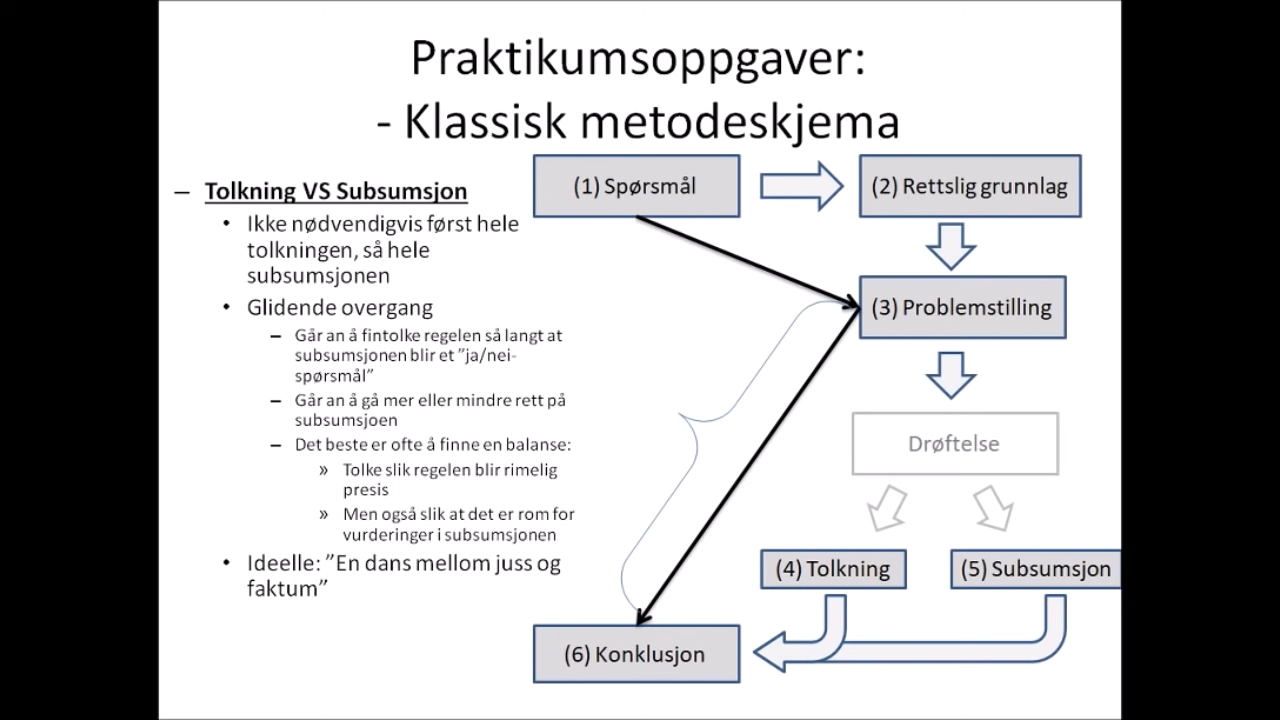 Praktikumsoppgaver:
- Klassisk metodeskjema
– Tolkning VS Subsumsjon
• Ikke nødvendigvis først hele
tolkningen, så hele
subsumsjonen
• Glidende overgang
– Går an å fintolke regelen så langt at
subsumsjonen blir et ”ja/nei-
spørsmål”
– Går an å gå mer eller mindre rett på
subsumsjoen
– Det beste er ofte å finne en balanse:
» Tolke slik regelen blir rimelig
presis
» Men også slik at det er rom for
vurderinger i subsumsjonen
• Ideelle: ”En dans mellom juss og
faktum”
(1) Spørsmål
(2) Rettslig grunnlag
(3) Problemstilling
Drøftelse
(4) Tolkning
(5) Subsumsjon
(6) Konklusjon